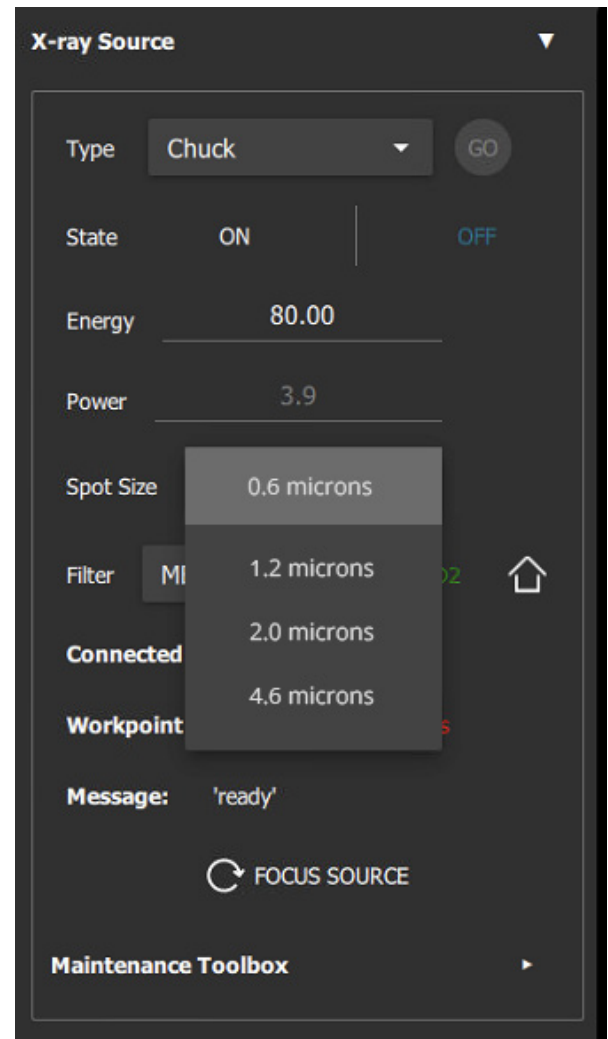 X-ray Source
Type Chuck GO
State ON OFF
Energy 80.00
Power 3.9
Spot Size 0.6 microns
1.2 microns
Filter
2.0 microns
Connected
4.6 microns
Workpoint
Message: 'ready'
FOCUS SOURCE
Maintenance Toolbox